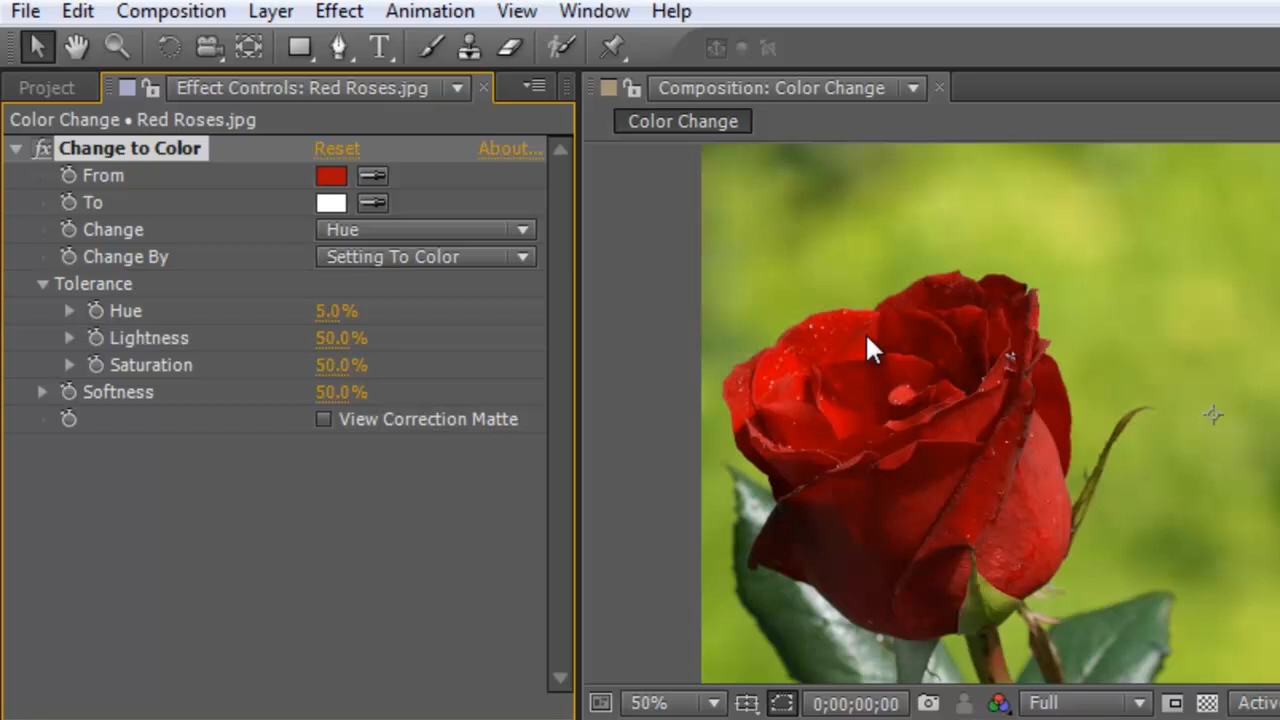 File Edit Composition Layer Effect Animation View Window Help
T
Project
Effect Controls: Red Roses.jpg
Composition: Color Change
Color Change • Red Roses.jpg
Color Change
fx Change to Color Reset About...
From
To
Change Hue
Change By Setting To Color
Tolerance
Hue 5.0%
Lightness 50.0%
Saturation 50.0%
Softness 50.0%
View Correction Matte
50% 0;00;00;00 Full Activ